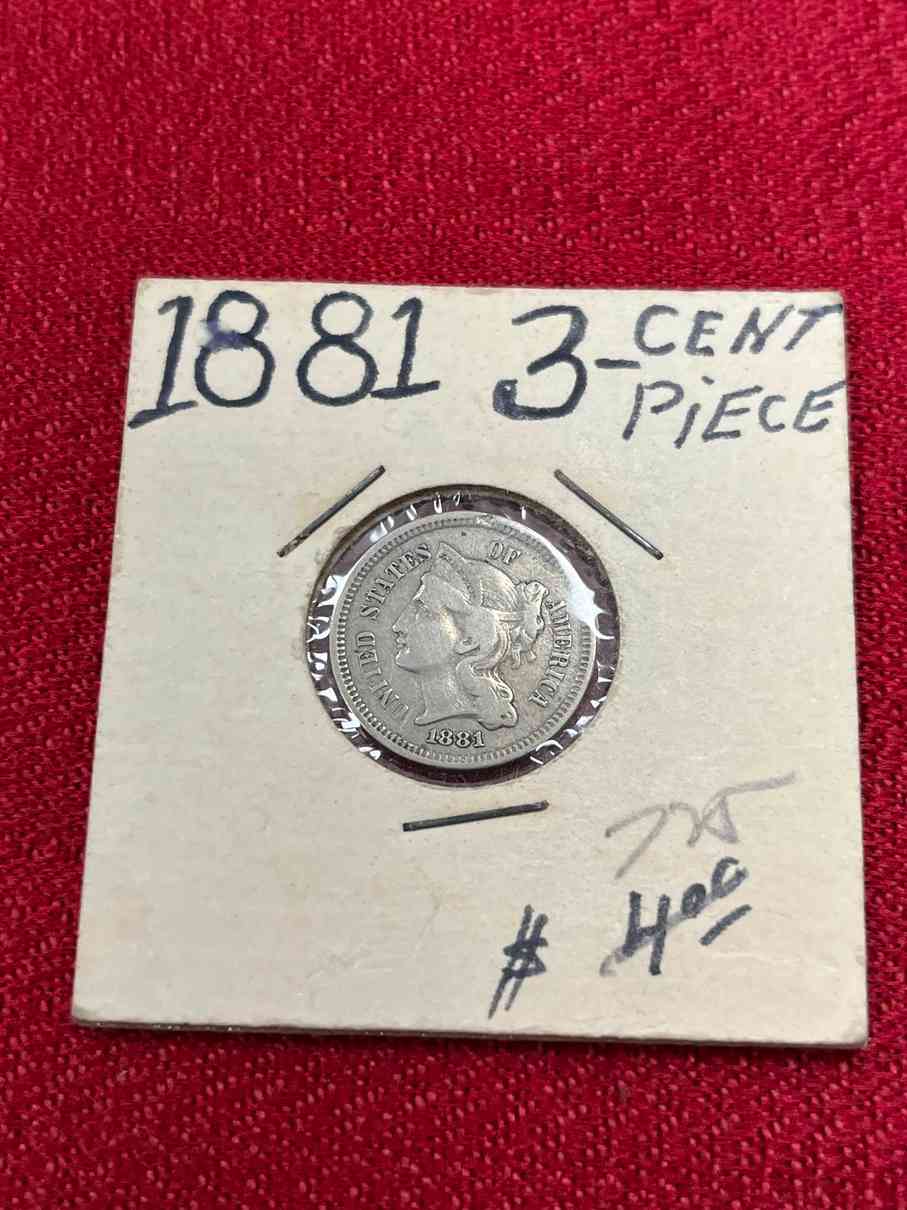 1881 3-CENT
PiECE
UNITED STATES OF AMERICA
1881
$ 4.00